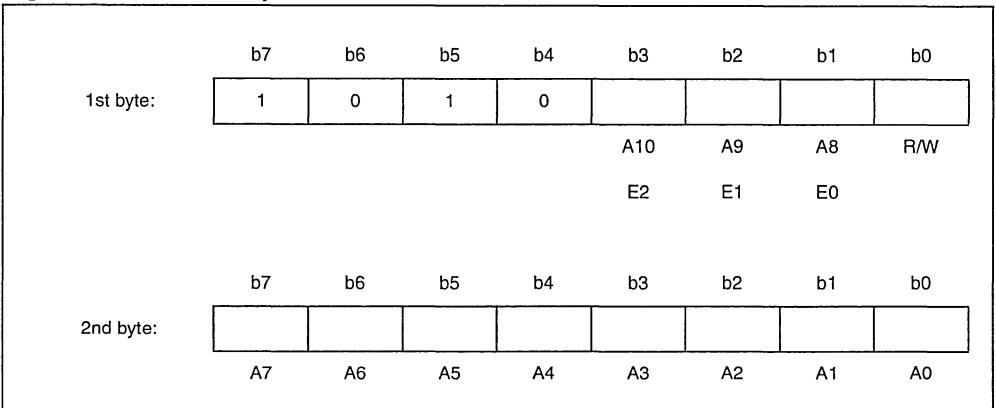 b7 b6 b5 b4 b3 b2 b1 b0
1st byte: 1 0 1 0
A10 A9 A8 R/W
E2 E1 E0
b7 b6 b5 b4 b3 b2 b1 b0
2nd byte:
A7 A6 A5 A4 A3 A2 A1 A0